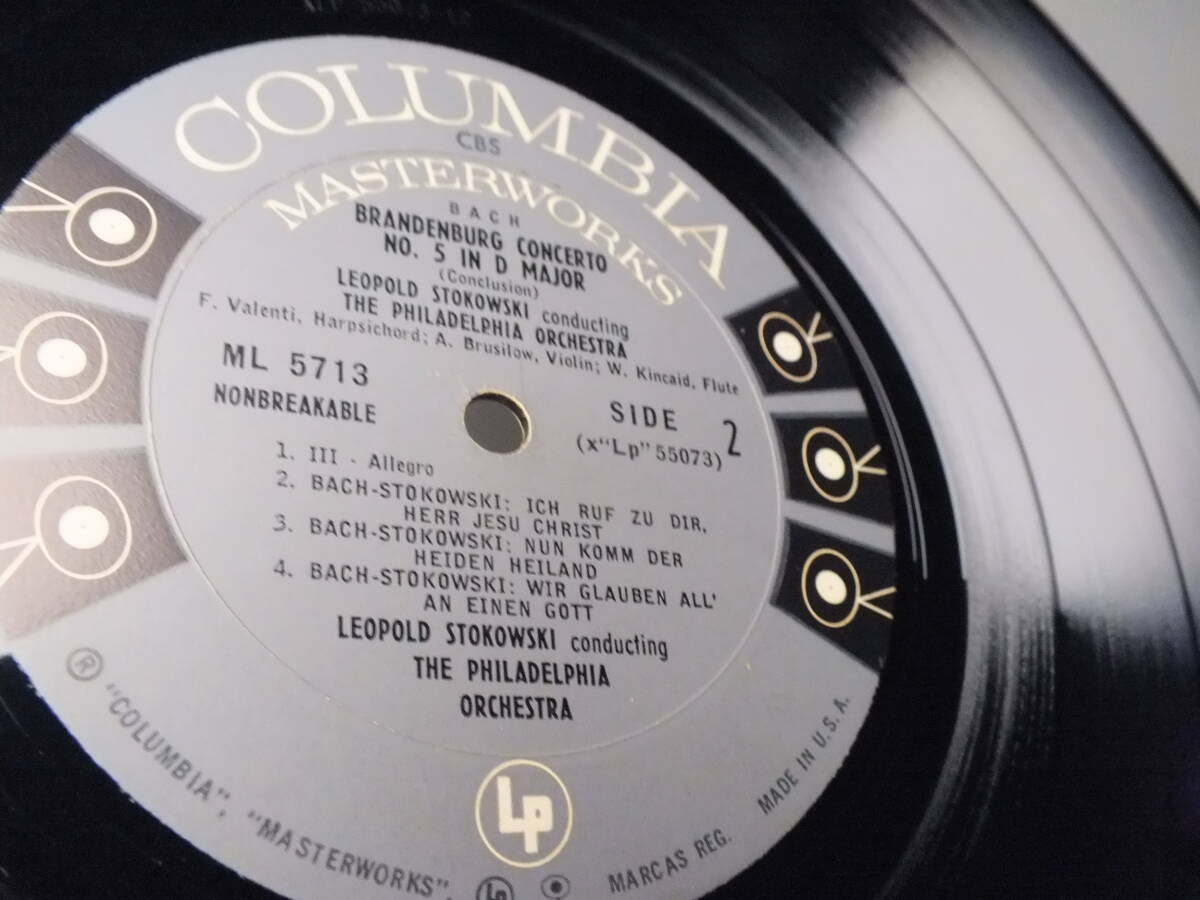 COLUMBIA
CBS
MASTERWORKS
BACH
BRANDENBURG CONCERTO
NO. 5 IN D MAJOR
(Conclusion)
LEOPOLD STOKOWSKI conducting
THE PHILADELPHIA ORCHESTRA
F. Valenti, Harpsichord; A. Brusilow, Violin; W. Kincaid, Flute
ML 5713
NONBREAKABLE
SIDE 2
(x"Lp" 55073)
1. III - Allegro
2. BACH-STOKOWSKI: ICH RUF ZU DIR,
HERR JESU CHRIST
3. BACH-STOKOWSKI: NUN KOMM DER
HEIDEN HEILAND
4. BACH-STOKOWSKI: WIR GLAUBEN ALL'
AN EINEN GOTT
LEOPOLD STOKOWSKI conducting
THE PHILADELPHIA
ORCHESTRA
LP
® "COLUMBIA", "MASTERWORKS", LP MARCAS REG. MADE IN U.S.A.